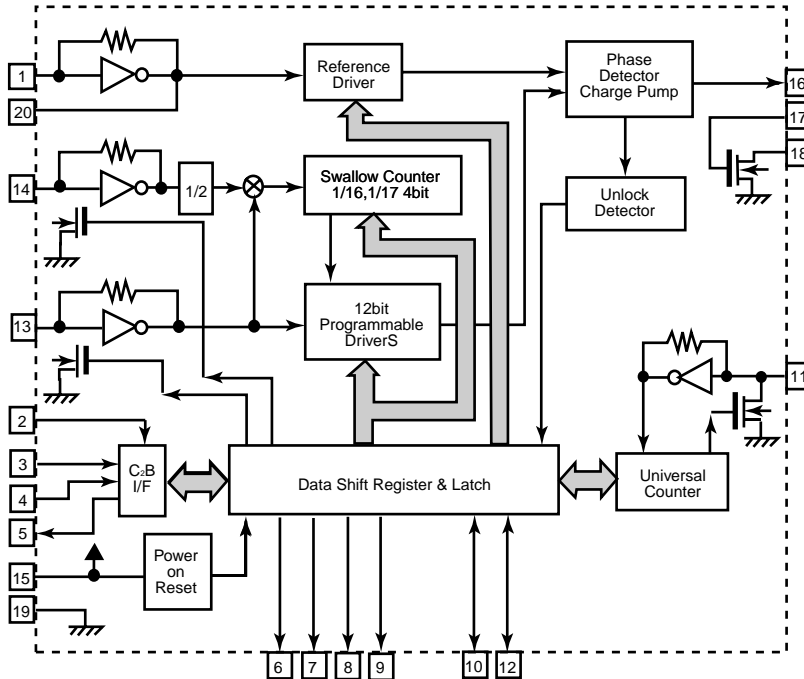 1
20
14
13
2
3
4
5
15
19
Reference
Driver
Phase
Detector
Charge Pump
16
17
18
1/2
Swallow Counter
1/16,1/17 4bit
Unlock
Detector
12bit
Programmable
DriverS
11
C2B
I/F
Data Shift Register & Latch
Universal
Counter
Power
on
Reset
6
7
8
9
10
12